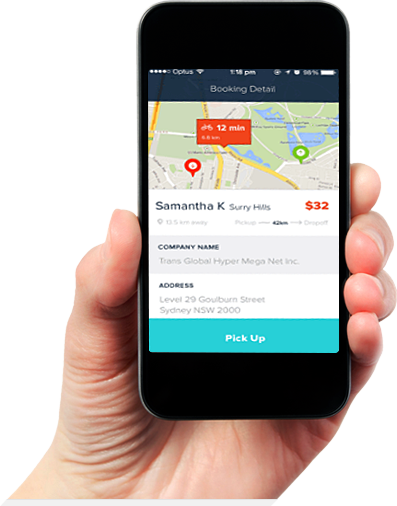 Optus 1:18 pm 98%
Booking Detail
12 min
6.8 km
Samantha K Surry Hills $32
13.5 km away Pickup 42km Dropoff
COMPANY NAME
Trans Global Hyper Mega Net Inc.
ADDRESS
Level 29 Goulburn Street
Sydney NSW 2000
Pick Up